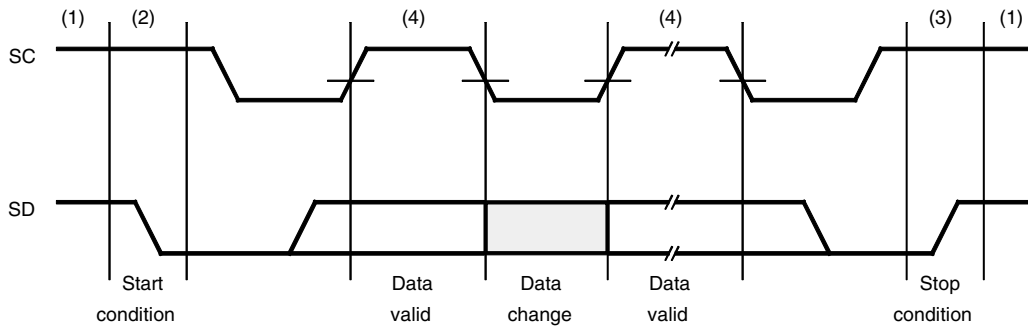 (1) (2) (4) (4) (3) (1)
SC
SD
Start Data Data Data Stop
condition valid change valid condition